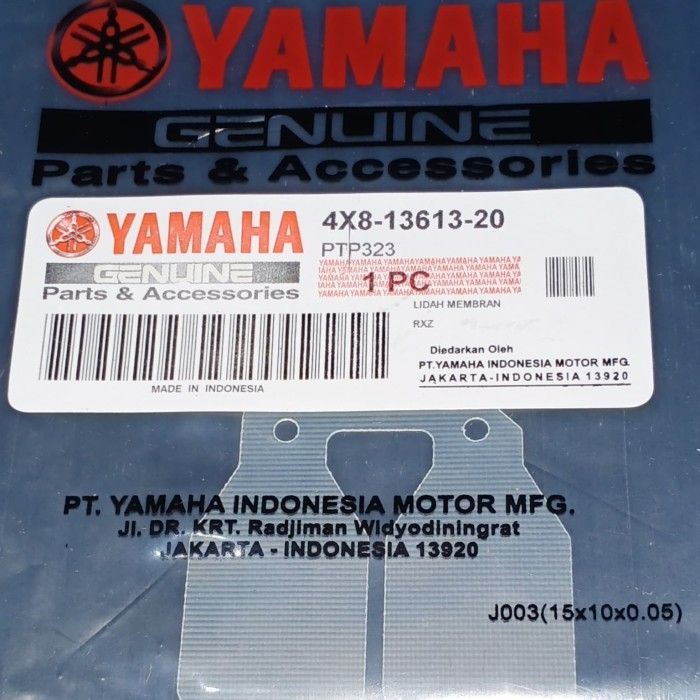 YAMAHA
GENUINE
Parts & Accessories
YAMAHA
GENUINE
Parts & Accessories
MADE IN INDONESIA
4X8-13613-20
PTP323
1 PC
LIDAH MEMBRAN
RXZ
Diedarkan Oleh
PT.YAMAHA INDONESIA MOTOR MFG.
JAKARTA-INDONESIA 13920
PT. YAMAHA INDONESIA MOTOR MFG.
Jl. DR. KRT. Radjiman Widyodiningrat
JAKARTA - INDONESIA 13920
J003(15x10x0.05)